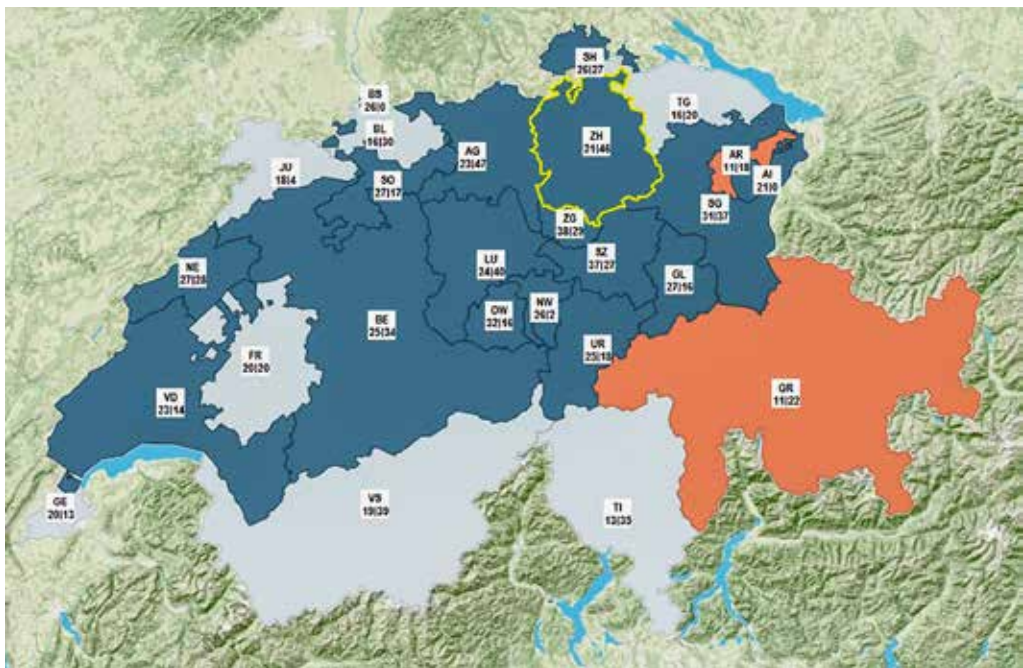 SH
26|27
BS
26|0
TG
16|20
BL
16|30
ZH
21|46
AG
23|47
AR
11|18
JU
18|4
SO
27|17
AI
21|0
SG
31|37
ZG
38|29
SZ
37|27
LU
24|40
NE
27|28
GL
27|16
NW
26|2
OW
32|16
BE
25|34
UR
25|18
FR
20|20
GR
11|22
VD
23|14
VS
19|39
GE
20|13
TI
13|35